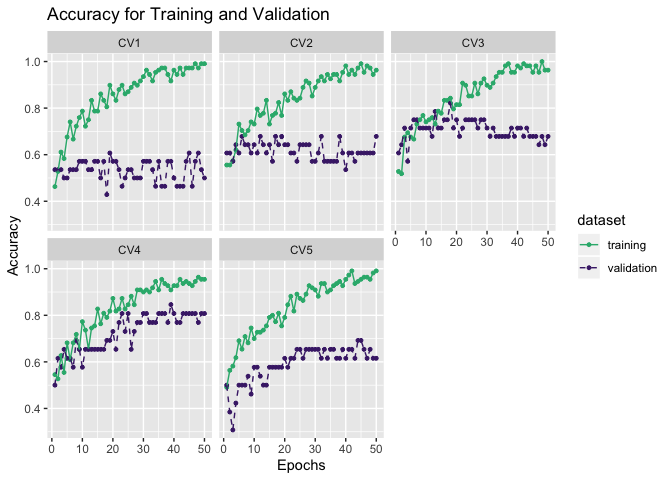 Accuracy for Training and Validation
CV1 CV2 CV3
1.0
0.8
0.6
0.4
0 10 20 30 40 50
CV4 CV5
1.0
0.8
0.6
0.4
0 10 20 30 40 50 0 10 20 30 40 50
Accuracy
Epochs
dataset
training
validation